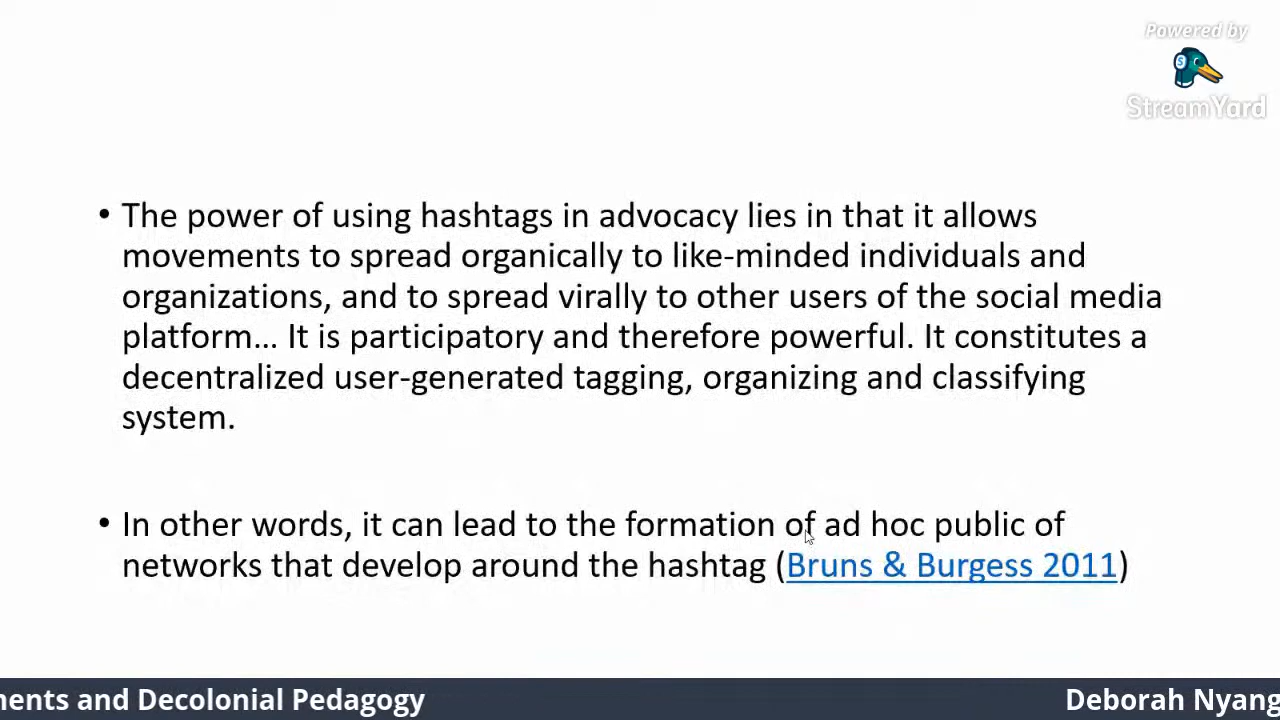 Powered by
StreamYard
• The power of using hashtags in advocacy lies in that it allows
movements to spread organically to like-minded individuals and
organizations, and to spread virally to other users of the social media
platform... It is participatory and therefore powerful. It constitutes a
decentralized user-generated tagging, organizing and classifying
system.
• In other words, it can lead to the formation of ad hoc public of
networks that develop around the hashtag (Bruns & Burgess 2011)
ments and Decolonial Pedagogy
Deborah Nyang